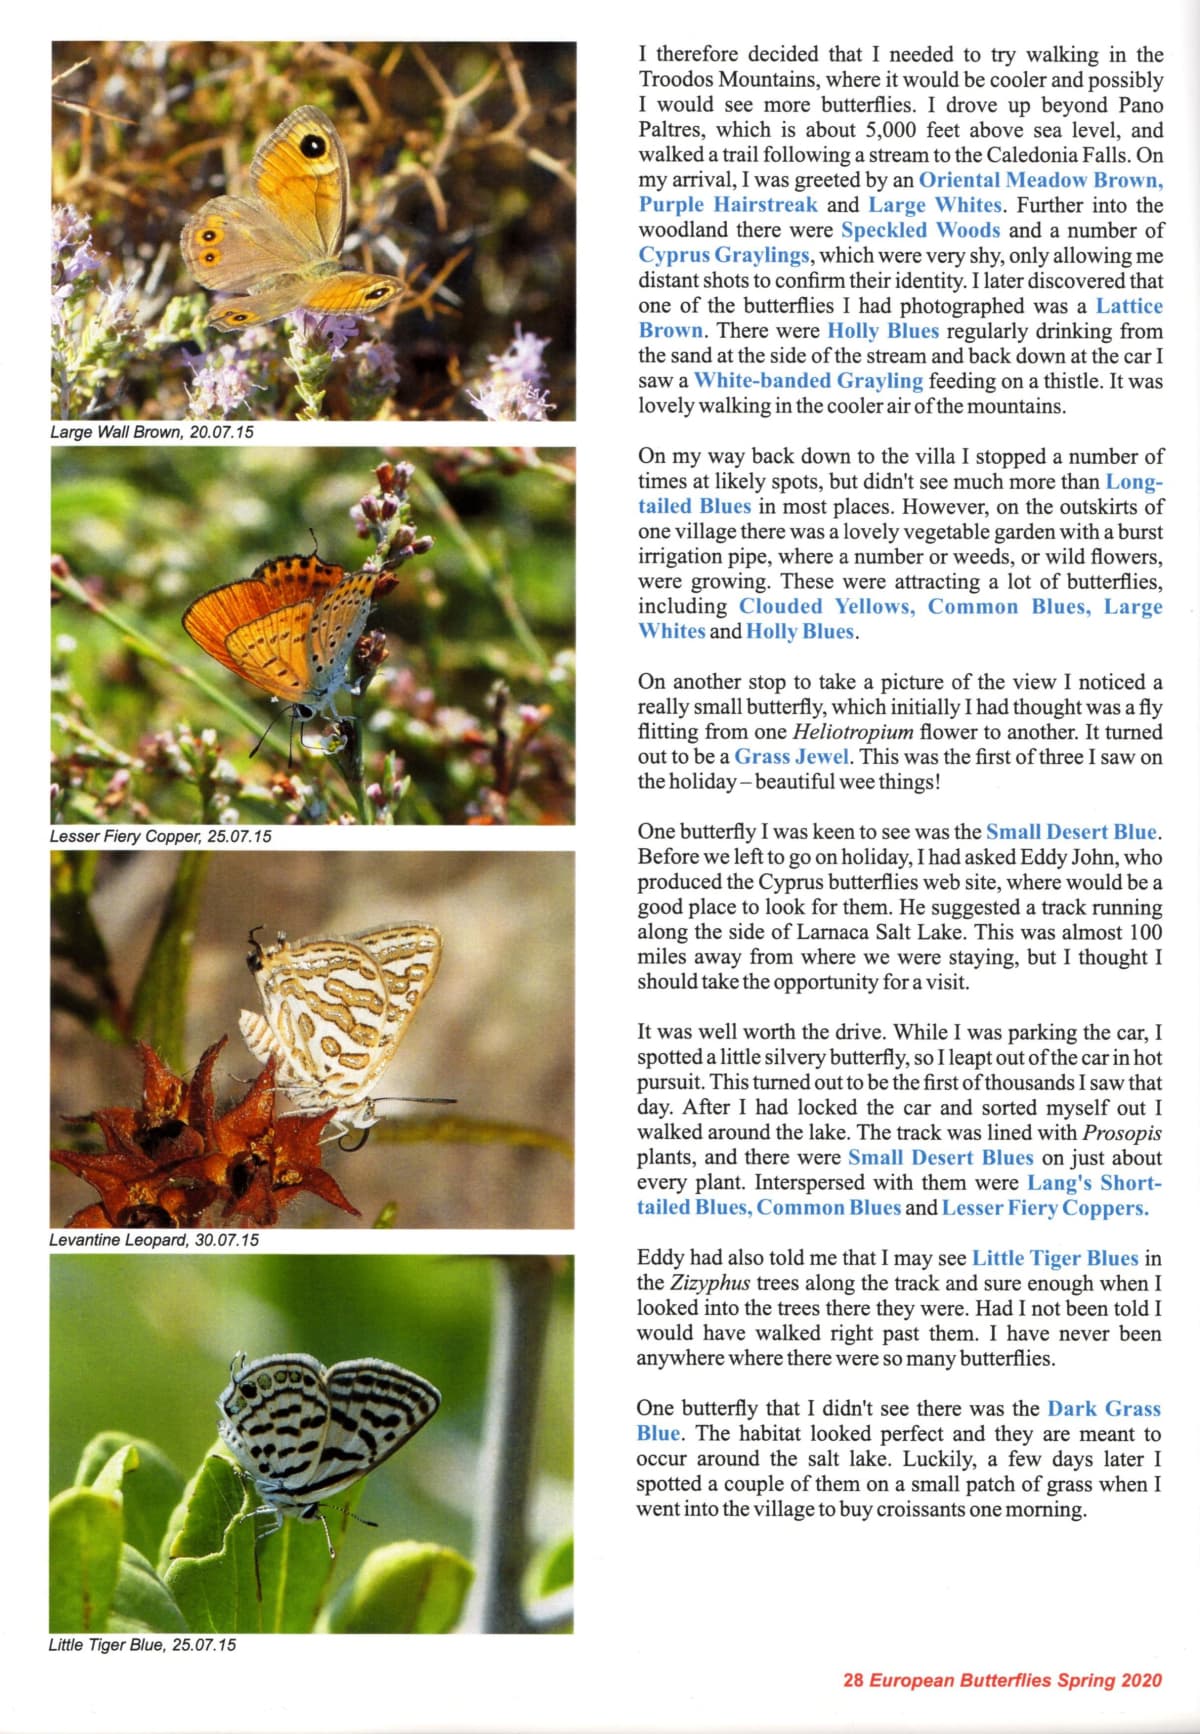 Large Wall Brown, 20.07.15
Lesser Fiery Copper, 25.07.15
Levantine Leopard, 30.07.15
Little Tiger Blue, 25.07.15
I therefore decided that I needed to try walking in the
Troodos Mountains, where it would be cooler and possibly
I would see more butterflies. I drove up beyond Pano
Paltres, which is about 5,000 feet above sea level, and
walked a trail following a stream to the Caledonia Falls. On
my arrival, I was greeted by an Oriental Meadow Brown,
Purple Hairstreak and Large Whites. Further into the
woodland there were Speckled Woods and a number of
Cyprus Graylings, which were very shy, only allowing me
distant shots to confirm their identity. I later discovered that
one of the butterflies I had photographed was a Lattice
Brown. There were Holly Blues regularly drinking from
the sand at the side of the stream and back down at the car I
saw a White-banded Grayling feeding on a thistle. It was
lovely walking in the cooler air of the mountains.
On my way back down to the villa I stopped a number of
times at likely spots, but didn't see much more than Long-
tailed Blues in most places. However, on the outskirts of
one village there was a lovely vegetable garden with a burst
irrigation pipe, where a number or weeds, or wild flowers,
were growing. These were attracting a lot of butterflies,
including Clouded Yellows, Common Blues, Large
Whites and Holly Blues.
On another stop to take a picture of the view I noticed a
really small butterfly, which initially I had thought was a fly
flitting from one Heliotropium flower to another. It turned
out to be a Grass Jewel. This was the first of three I saw on
the holiday – beautiful wee things!
One butterfly I was keen to see was the Small Desert Blue.
Before we left to go on holiday, I had asked Eddy John, who
produced the Cyprus butterflies web site, where would be a
good place to look for them. He suggested a track running
along the side of Larnaca Salt Lake. This was almost 100
miles away from where we were staying, but I thought I
should take the opportunity for a visit.
It was well worth the drive. While I was parking the car, I
spotted a little silvery butterfly, so I leapt out of the car in hot
pursuit. This turned out to be the first of thousands I saw that
day. After I had locked the car and sorted myself out I
walked around the lake. The track was lined with Prosopis
plants, and there were Small Desert Blues on just about
every plant. Interspersed with them were Lang's Short-
tailed Blues, Common Blues and Lesser Fiery Coppers.
Eddy had also told me that I may see Little Tiger Blues in
the Zizyphus trees along the track and sure enough when I
looked into the trees there they were. Had I not been told I
would have walked right past them. I have never been
anywhere where there were so many butterflies.
One butterfly that I didn't see there was the Dark Grass
Blue. The habitat looked perfect and they are meant to
occur around the salt lake. Luckily, a few days later I
spotted a couple of them on a small patch of grass when I
went into the village to buy croissants one morning.
28 European Butterflies Spring 2020